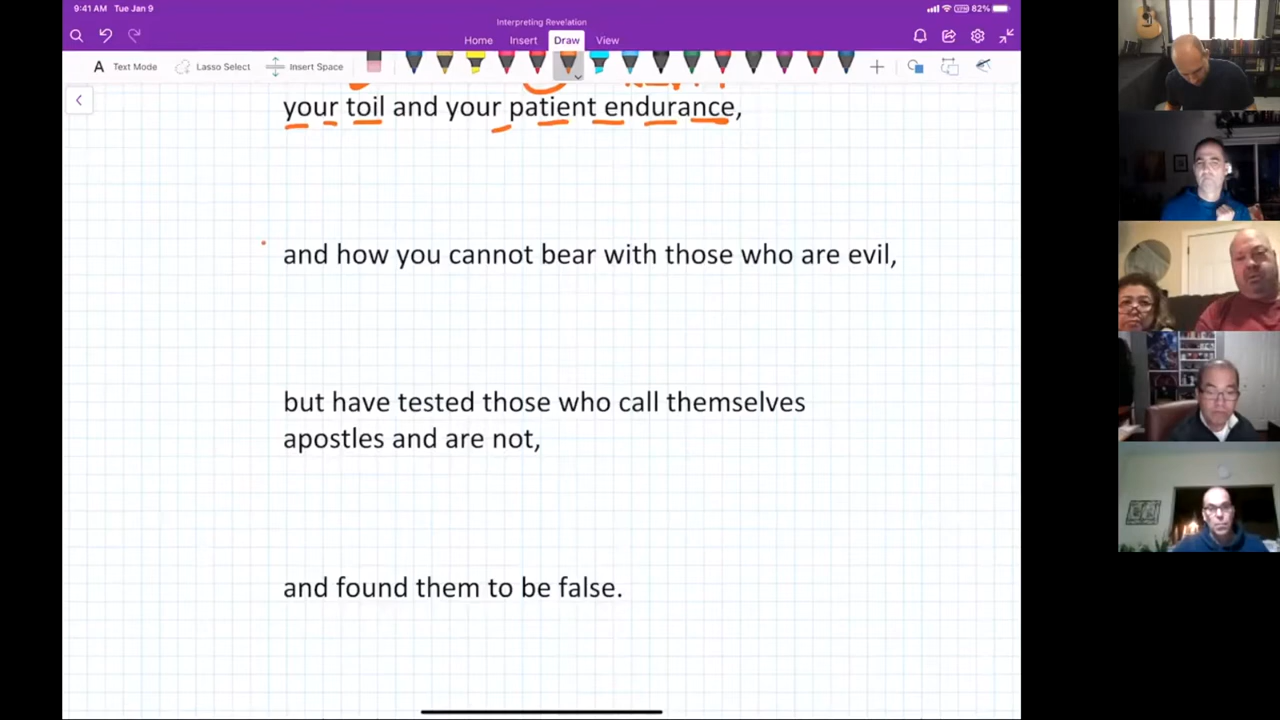 9:41 AM Tue Jan 9
VPN 82%
Interpreting Revelation
Home Insert Draw View
A Text Mode Lasso Select Insert Space
your toil and your patient endurance,
and how you cannot bear with those who are evil,
but have tested those who call themselves
apostles and are not,
and found them to be false.